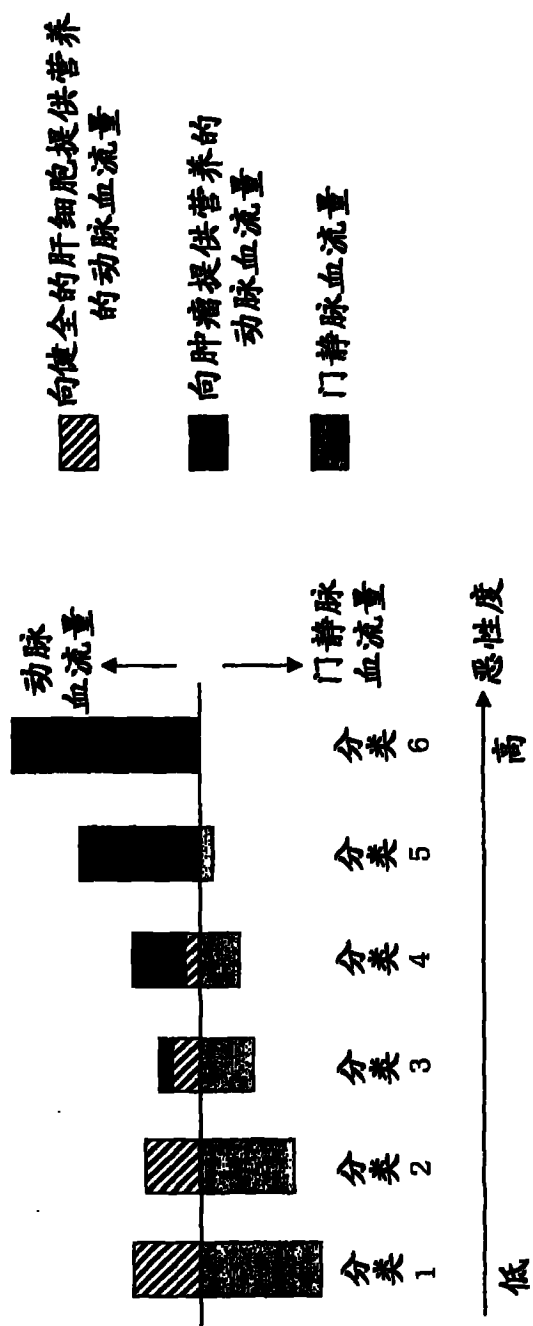 动脉
血流量
门静脉
血流量
分类
1
分类
2
分类
3
分类
4
分类
5
分类
6
低
高
恶性度
向健全的肝细胞提供营养
的动脉血流量
向肿瘤提供营养的
动脉血流量
门静脉血流量